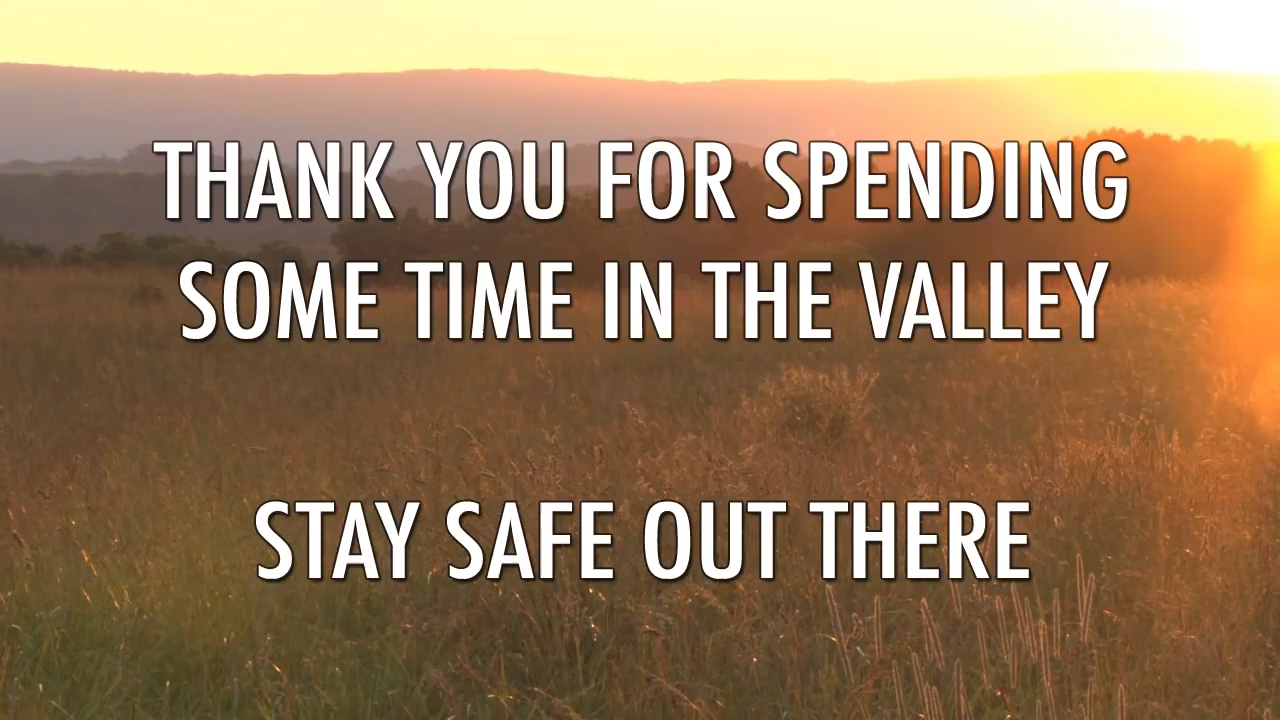 THANK YOU FOR SPENDING
SOME TIME IN THE VALLEY
STAY SAFE OUT THERE